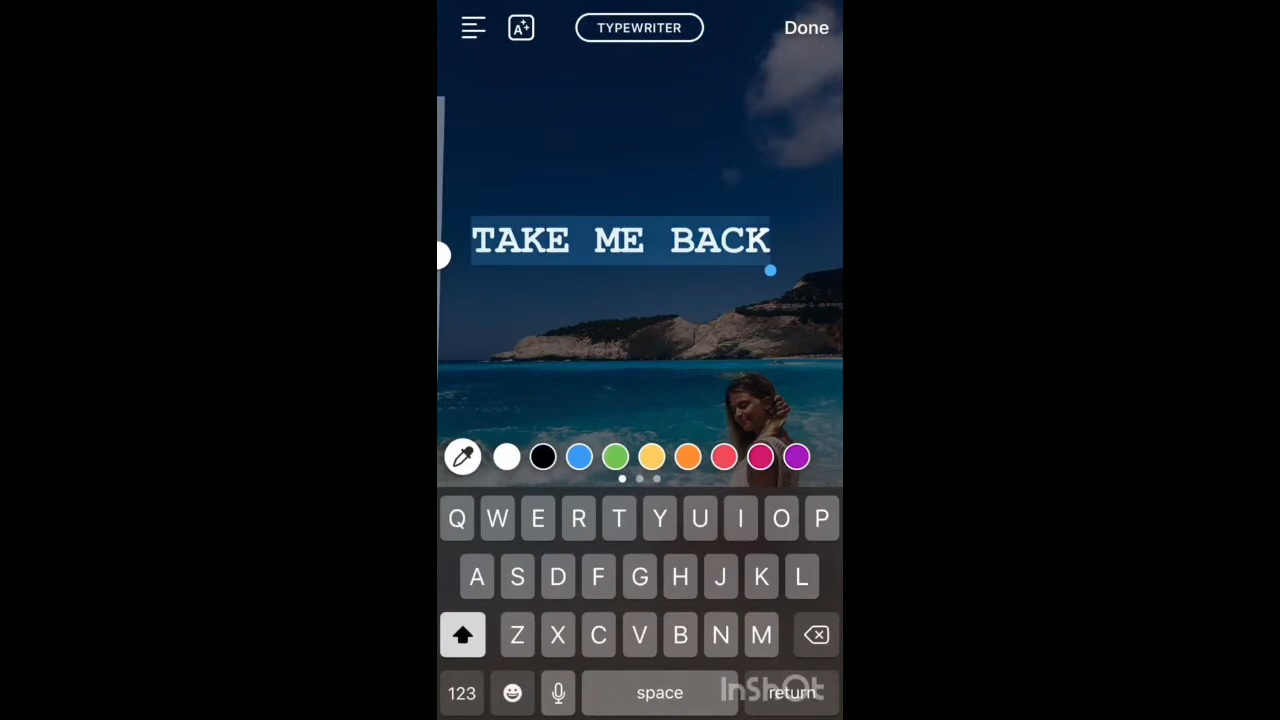 A
TYPEWRITER
Done
TAKE ME BACK
Q W E R T Y U I O P
A S D F G H J K L
Z X C V B N M
123 space return
InShOt